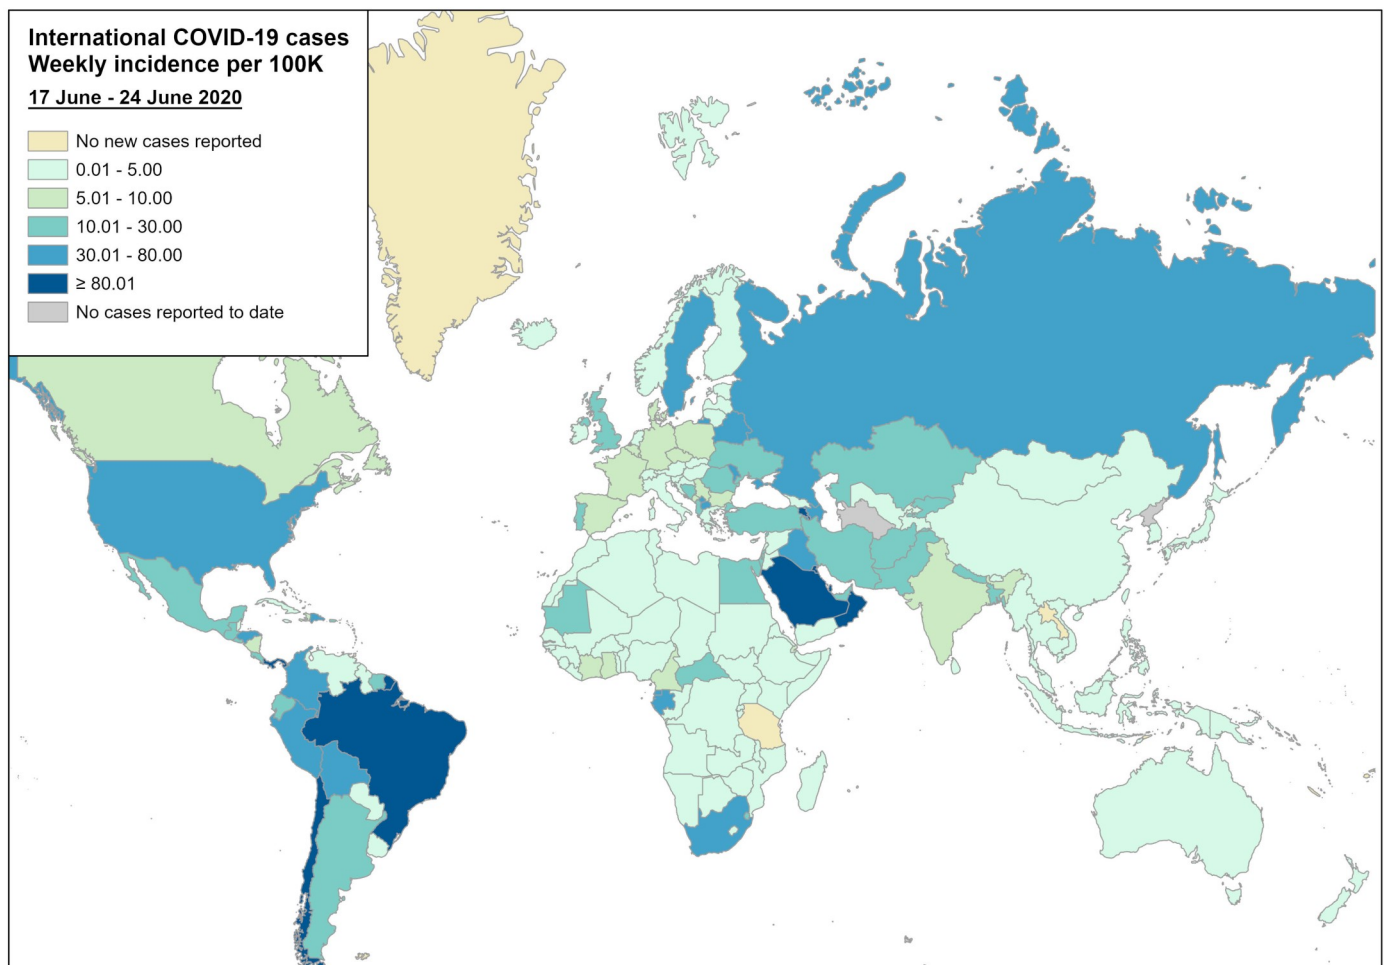 International COVID-19 cases
Weekly incidence per 100K
17 June - 24 June 2020
No new cases reported
0.01 - 5.00
5.01 - 10.00
10.01 - 30.00
30.01 - 80.00
≥ 80.01
No cases reported to date